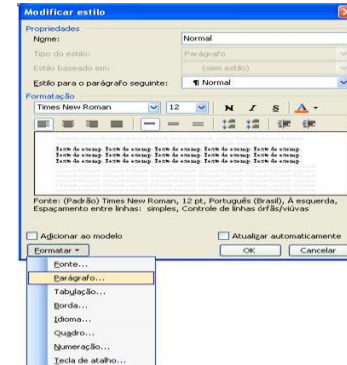 Modificar estilo
Propriedades
Nome: Normal
Tipo do estilo: Parágrafo
Estilo baseado em: (sem estilo)
Estilo para o parágrafo seguinte: ¶ Normal
Formatação
Times New Roman 12 N I S A
Fonte: (Padrão) Times New Roman, 12 pt, Português (Brasil), À esquerda,
Espaçamento entre linhas: simples, Controle de linhas órfãs/viúvas
Adicionar ao modelo Atualizar automaticamente
Formatar OK Cancelar
Fonte...
Parágrafo...
Tabulação...
Borda...
Idioma...
Quadro...
Numeração...
Tecla de atalho...